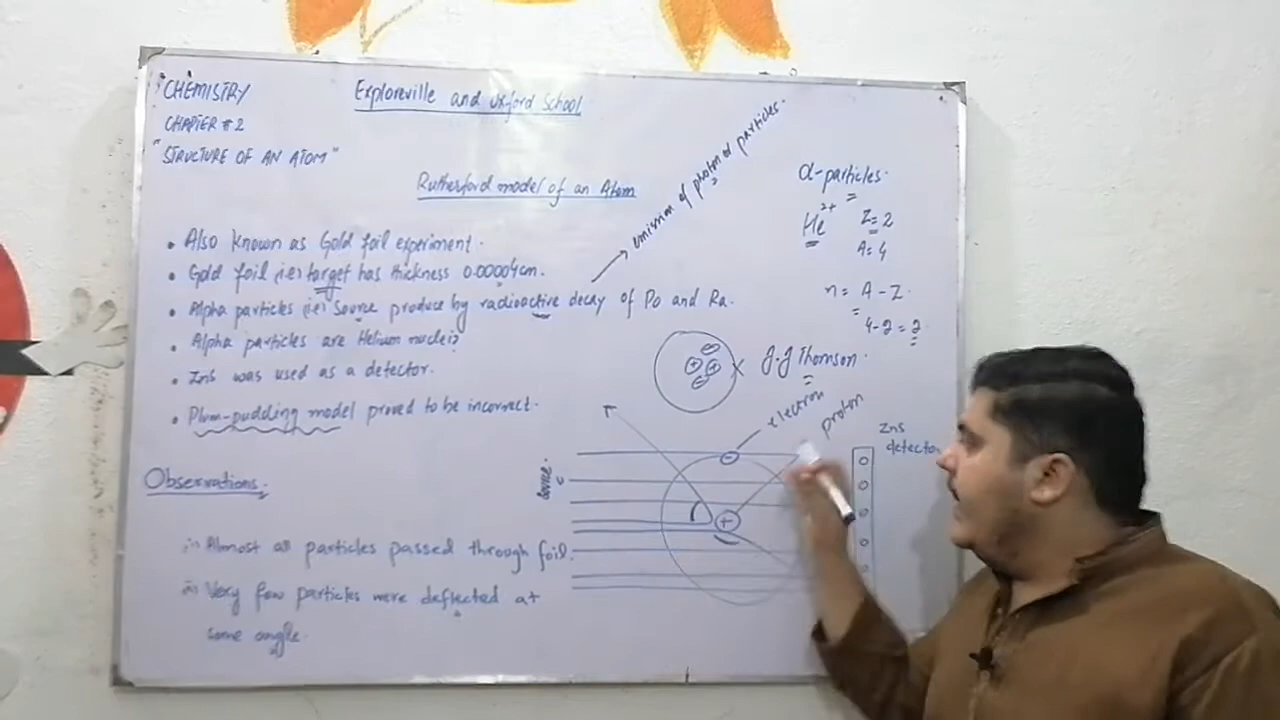 CHEMISTRY
CHAPTER # 2
"STRUCTURE OF AN ATOM"
Exploreville and Oxford School
Rutherford model of an Atom
• Also known as Gold foil experiment.
• Gold foil (i.e) target has thickness 0.00004cm.
• Alpha particles (i.e) Source produce by radioactive decay of Po and Ra.
• Alpha particles are Helium nuclei?
• Zns was used as a detector.
• Plum-pudding model proved to be incorrect.
emission of photon or particles.
Observations.
i:- Almost all particles passed through foil.
ii:- Very few particles were deflected at
some angle.
α-particles.
He2+ Z=2
A=4
n = A - Z.
=
4-2=2
J.J Thomson.
electron
proton
source.
Zns
detector